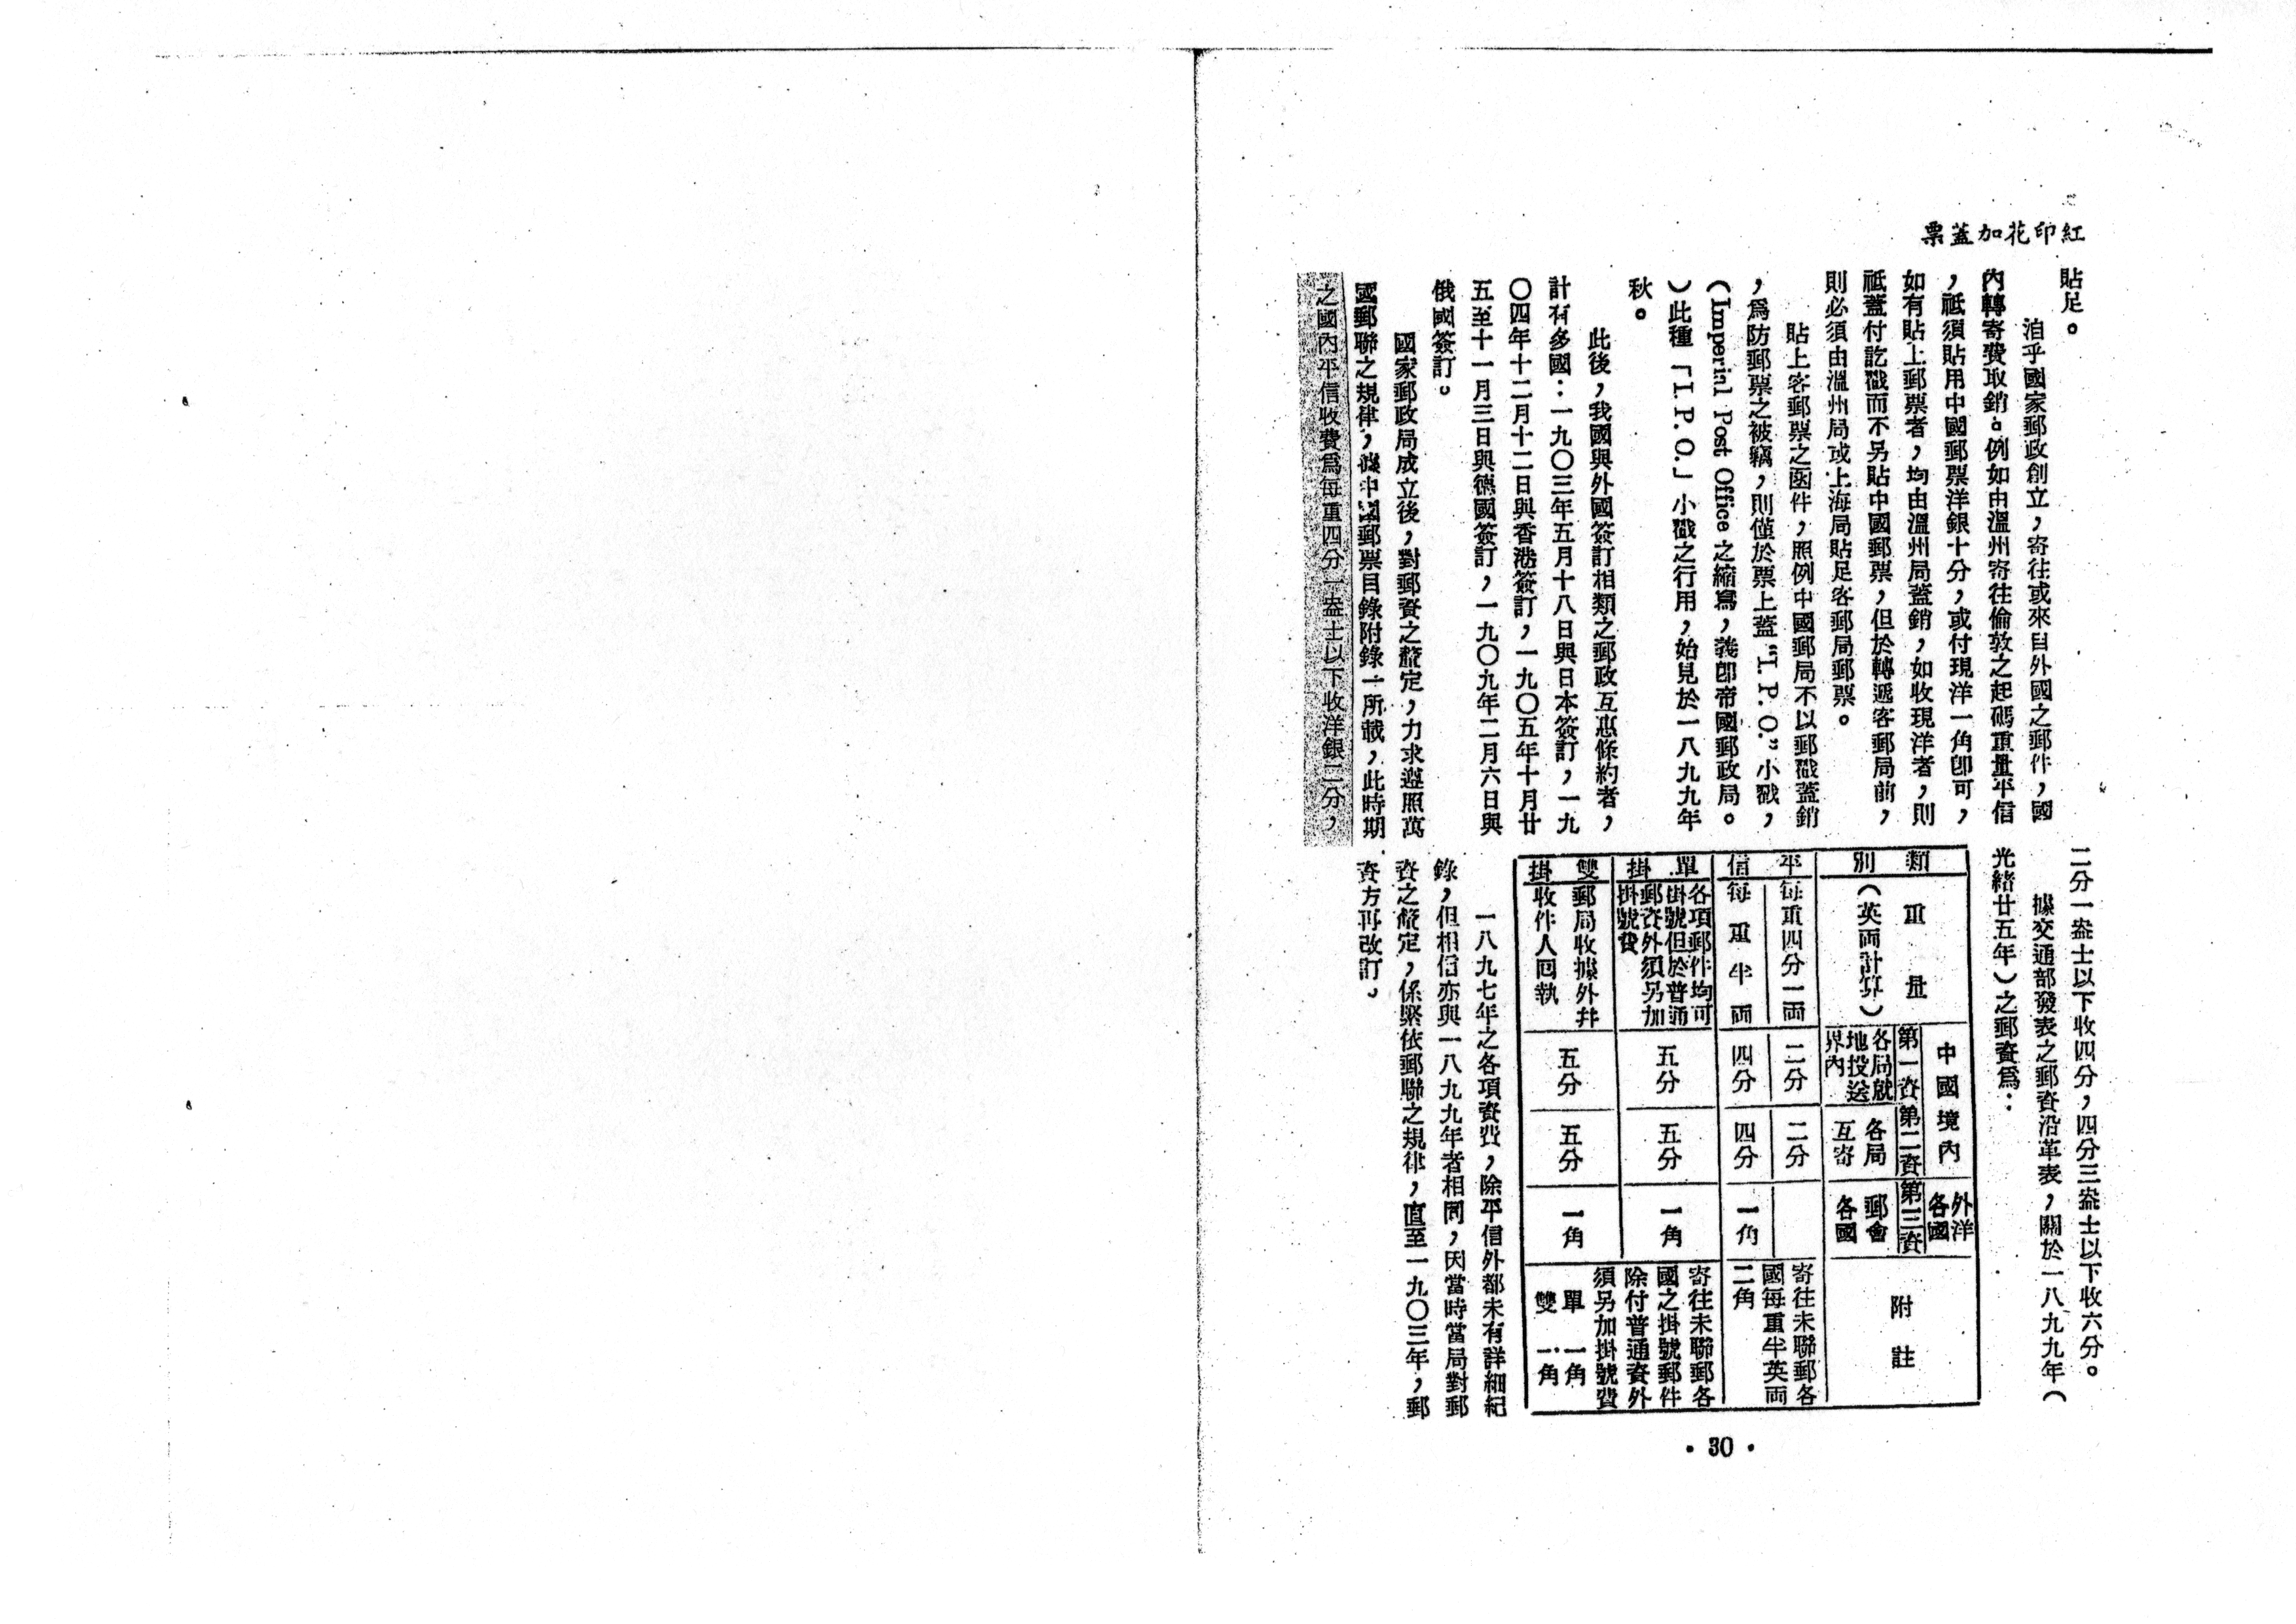 紅印花加蓋票
貼足。
洎乎國家郵政創立，寄往或來自外國之郵件，國
內轉寄費取銷。例如由溫州寄往倫敦之起碼重量平信
，祗須貼用中國郵票洋銀十分，或付現洋一角卽可，
如有貼上郵票者，均由溫州局蓋銷，如收現洋者，則
祗蓋付訖戳而不另貼中國郵票，但於轉遞客郵局前，
則必須由溫州局或上海局貼足客郵局郵票。
貼上客郵票之函件，照例中國郵局不以郵戳蓋銷
，爲防郵票之被竊，則僅於票上蓋“I. P. O.”小戳，
（Imperial Post Office 之縮寫，義卽帝國郵政局。
）此種「I. P. O.」小戳之行用，始見於一八九九年
秋。
此後，我國與外國簽訂相類之郵政互惠條約者，
計有多國：一九〇三年五月十八日與日本簽訂，一九
〇四年十二月十二日與香港簽訂，一九〇五年十月廿
五至十一月三日與德國簽訂，一九〇九年二月六日與
俄國簽訂。
國家郵政局成立後，對郵資之釐定，力求遵照萬
國郵聯之規律，據中國郵票目錄附錄一所載，此時期
之國內平信收費爲每重四分一盎士以下收洋銀二分，
二分一盎士以下收四分，四分三盎士以下收六分。
據交通部發表之郵資沿革表，關於一八九九年（
光緒廿五年）之郵資爲：
類別
重量
（英両計算）
中國境內
外洋各國
第一資
第二資
第三資
各局就地投送界內
各局互寄
郵會各國
附註
平信
每重四分一両
二分
二分
每重半両
四分
四分
一角
寄往未聯郵各國每重半英両二角
單掛
各項郵件均可掛號但於普通郵資外須另加掛號費
五分
五分
一角
寄往未聯郵各國之掛號郵件除付普通資外須另加掛號費
單 一角
雙 一角
雙掛
郵局收據外幷收件人回執
五分
五分
一角
一八九七年之各項資費，除平信外都未有詳細紀
錄，但相信亦與一八九九年者相同，因當時當局對郵
資之釐定，係緊依郵聯之規律，直至一九〇三年，郵
資方再改訂。
• 30 •